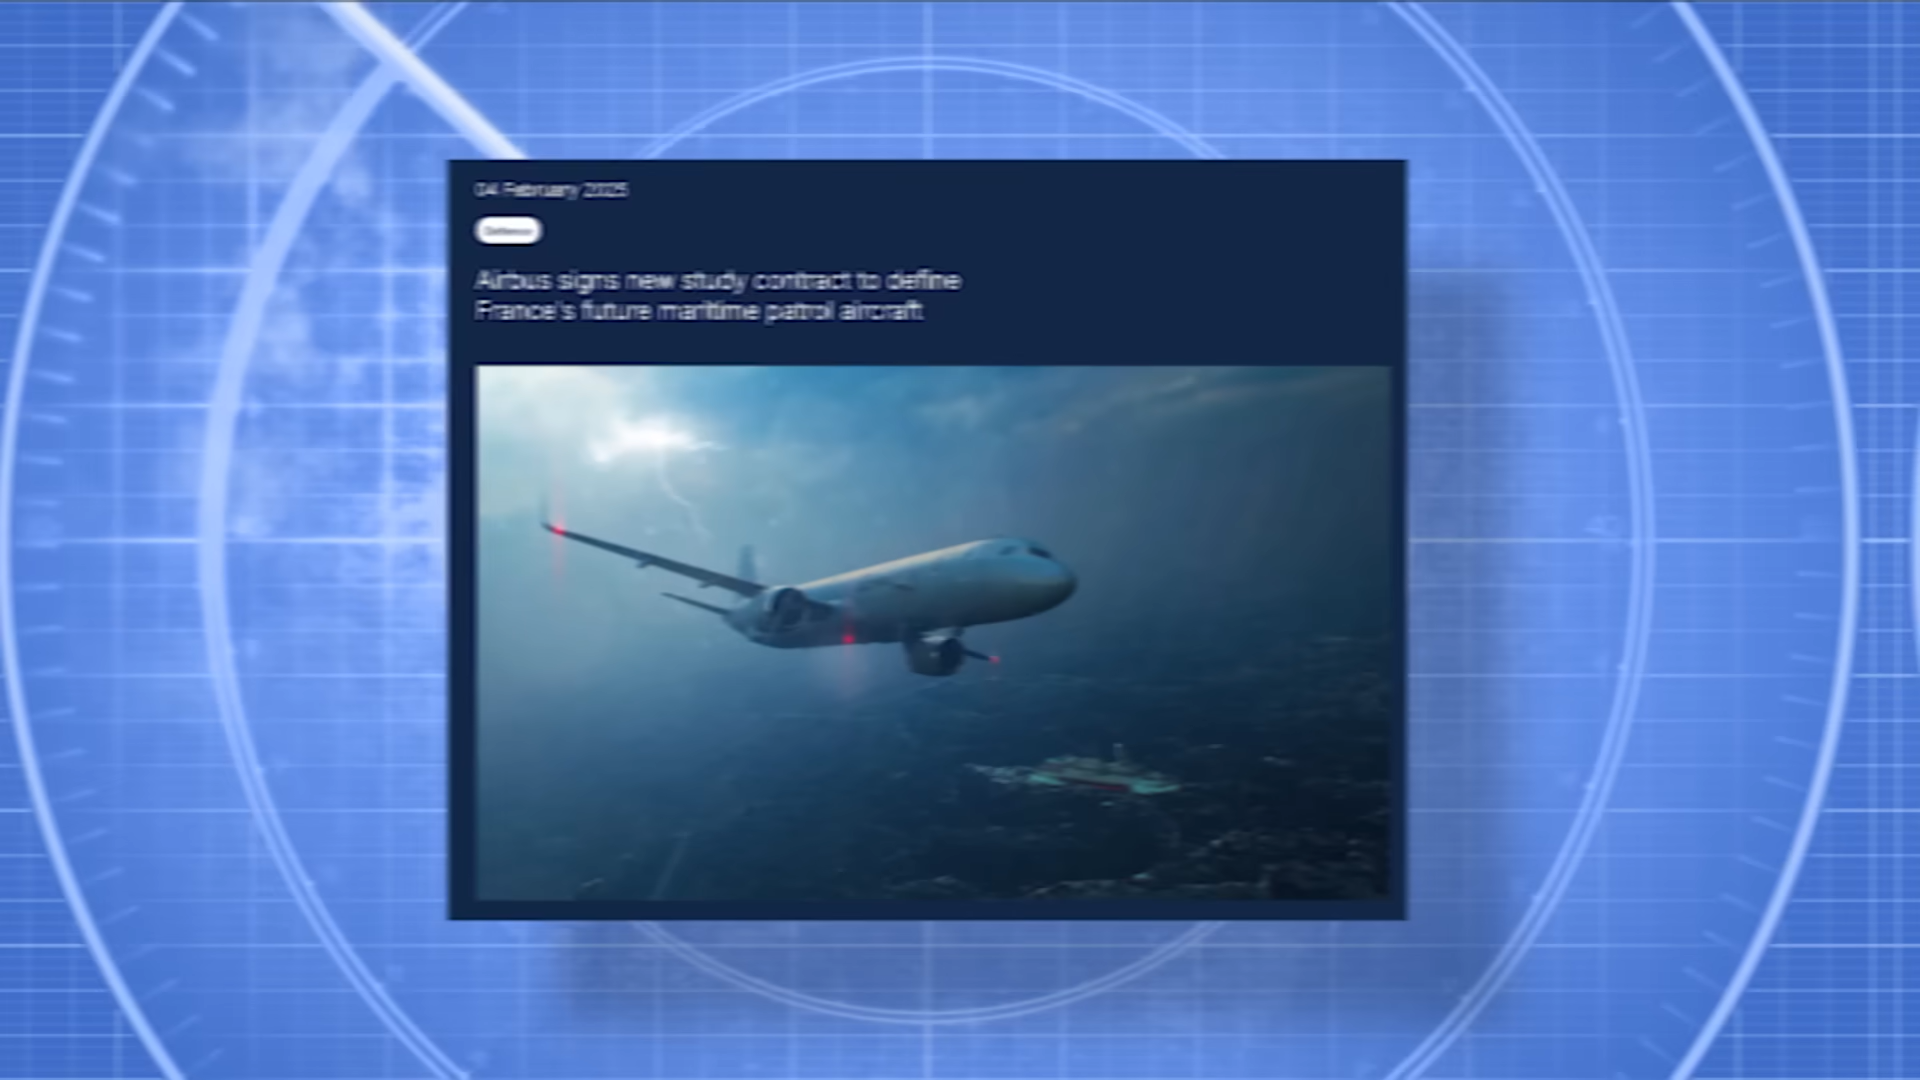 04 February 2025
Defence
Airbus signs new study contract to define
France's future maritime patrol aircraft